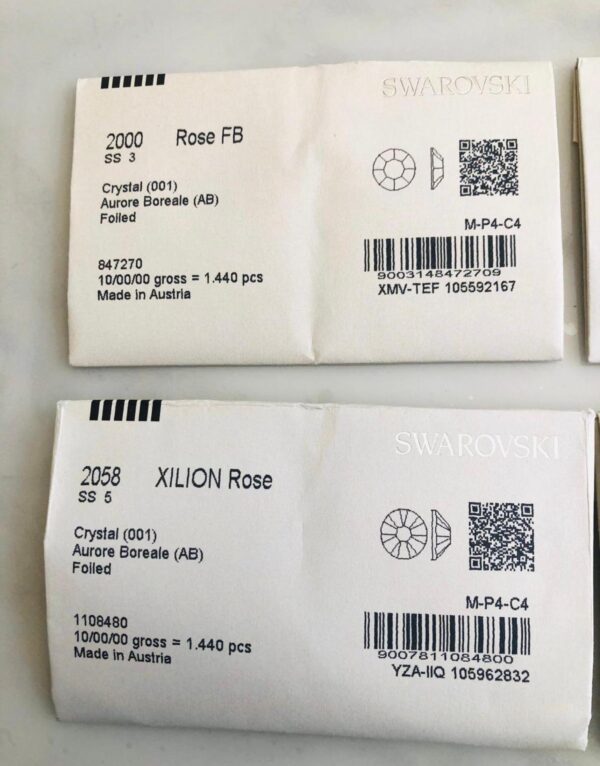 SWAROVSKI
2000 Rose FB
SS 3
Crystal (001)
Aurore Boreale (AB)
Foiled
M-P4-C4
847270
10/00/00 gross = 1.440 pcs
Made in Austria
9003148472709
XMV-TEF 105592167
SWAROVSKI
2058 XILION Rose
SS 5
Crystal (001)
Aurore Boreale (AB)
Foiled
M-P4-C4
1108480
10/00/00 gross = 1.440 pcs
Made in Austria
9007811084800
YZA-IIQ 105962832